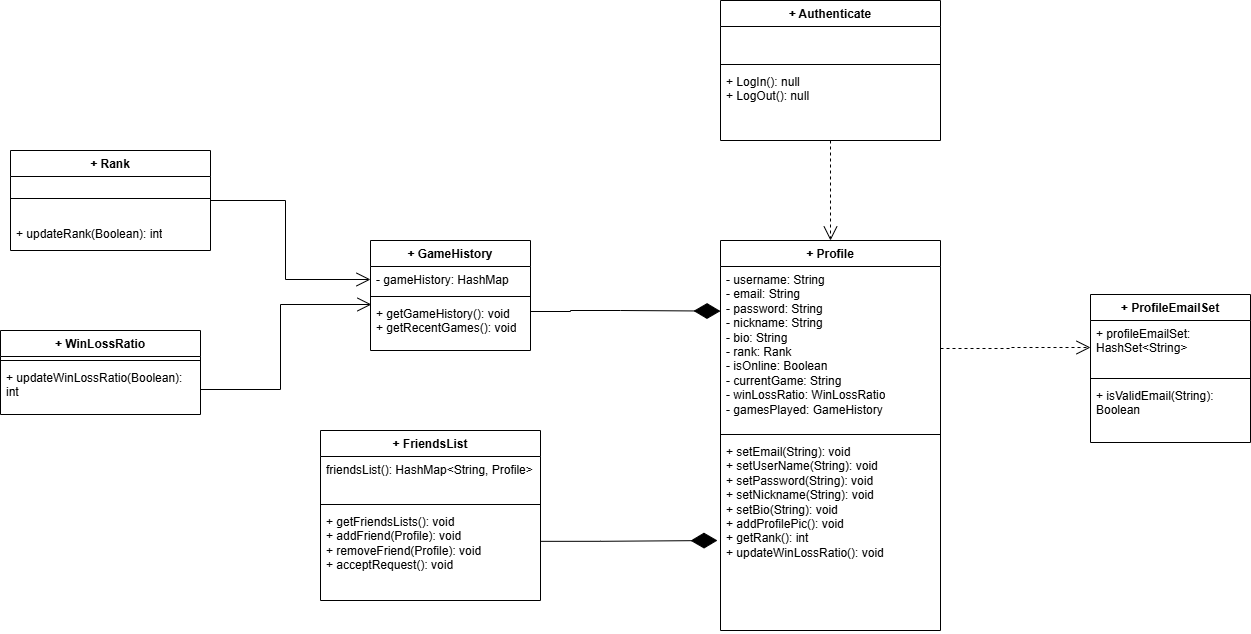 + Authenticate
+ LogIn(): null
+ LogOut(): null
+ Rank
+ updateRank(Boolean): int
+ GameHistory
- gameHistory: HashMap
+ getGameHistory(): void
+ getRecentGames(): void
+ WinLossRatio
+ updateWinLossRatio(Boolean):
int
+ FriendsList
friendsList(): HashMap<String, Profile>
+ getFriendsLists(): void
+ addFriend(Profile): void
+ removeFriend(Profile): void
+ acceptRequest(): void
+ Profile
- username: String
- email: String
- password: String
- nickname: String
- bio: String
- rank: Rank
- isOnline: Boolean
- currentGame: String
- winLossRatio: WinLossRatio
- gamesPlayed: GameHistory
+ setEmail(String): void
+ setUserName(String): void
+ setPassword(String): void
+ setNickname(String): void
+ setBio(String): void
+ addProfilePic(): void
+ getRank(): int
+ updateWinLossRatio(): void
+ ProfileEmailSet
+ profileEmailSet:
HashSet<String>
+ isValidEmail(String):
Boolean